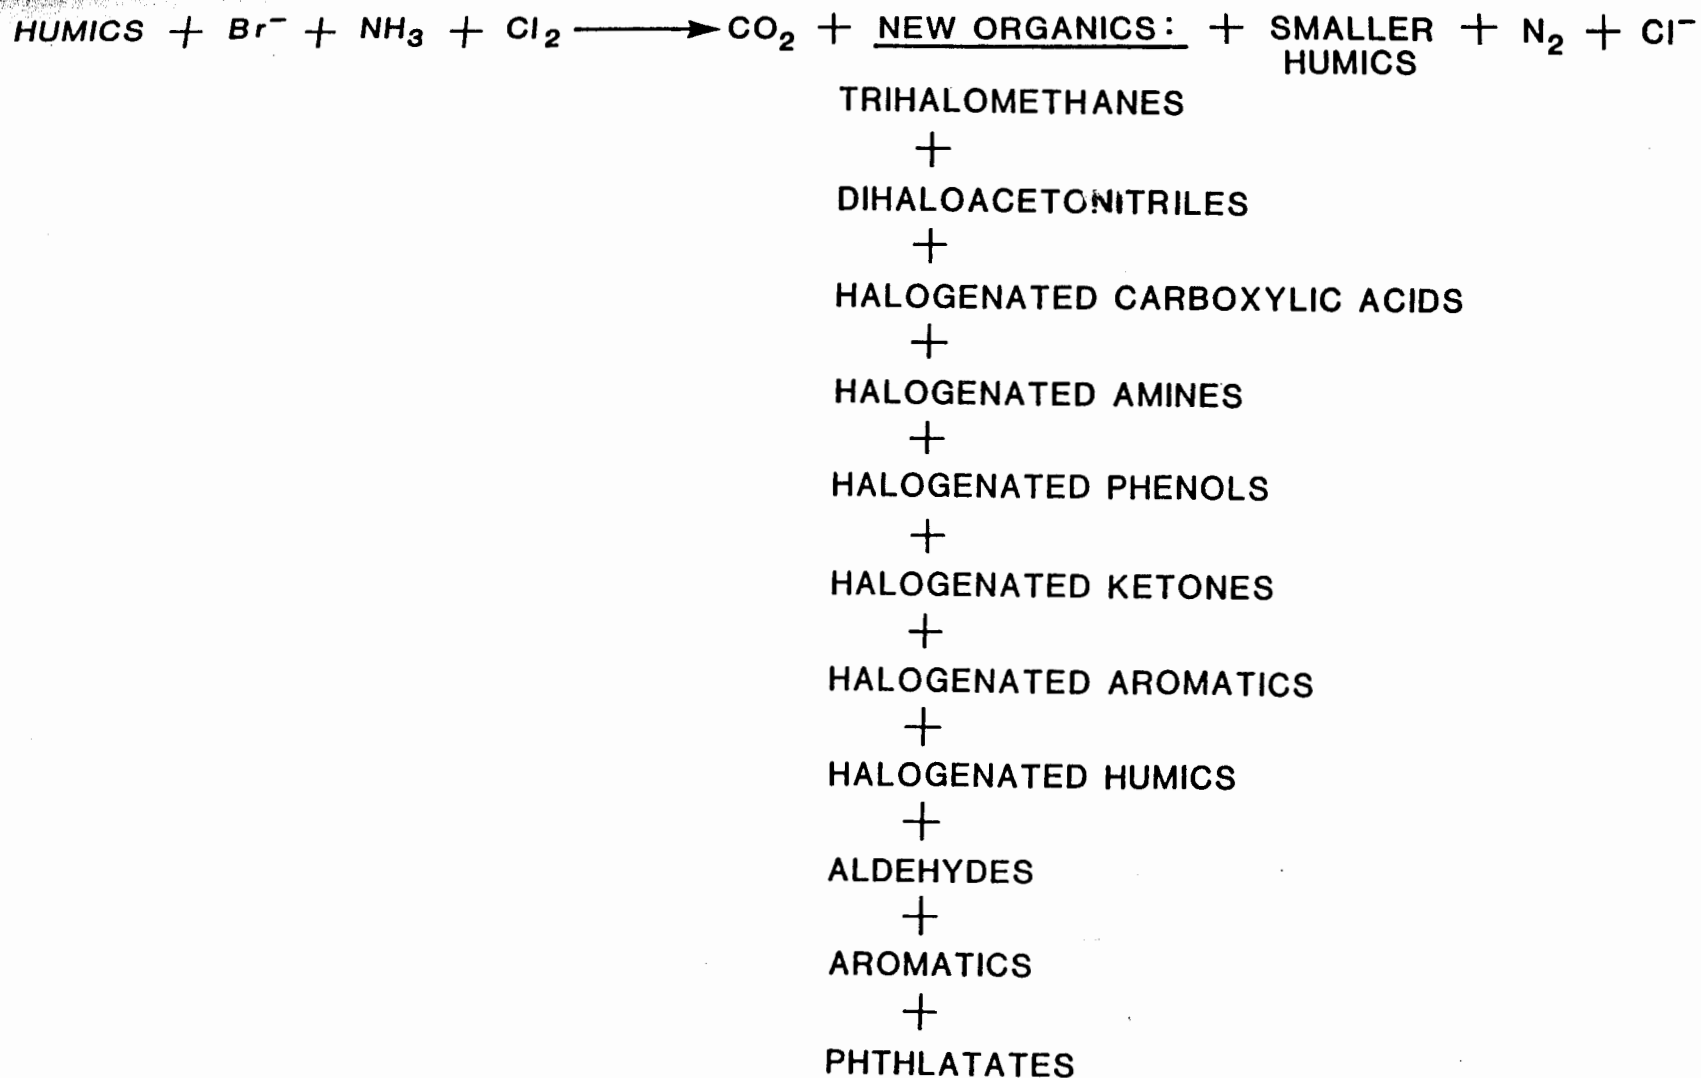 HUMICS + Br⁻ + NH₃ + Cl₂ ⟶ CO₂ + NEW ORGANICS: + SMALLER HUMICS + N₂ + Cl⁻
TRIHALOMETHANES
+
DIHALOACETONITRILES
+
HALOGENATED CARBOXYLIC ACIDS
+
HALOGENATED AMINES
+
HALOGENATED PHENOLS
+
HALOGENATED KETONES
+
HALOGENATED AROMATICS
+
HALOGENATED HUMICS
+
ALDEHYDES
+
AROMATICS
+
PHTHLATATES